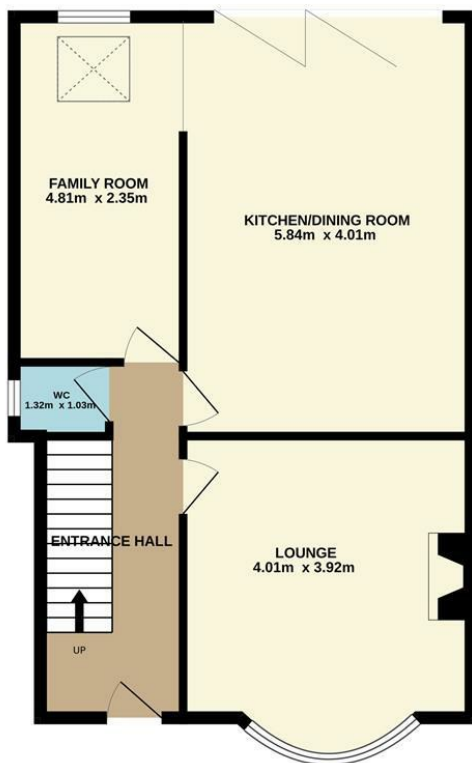 FAMILY ROOM
4.81m x 2.35m
KITCHEN/DINING ROOM
5.84m x 4.01m
WC
1.32m x 1.03m
ENTRANCE HALL
LOUNGE
4.01m x 3.92m
UP